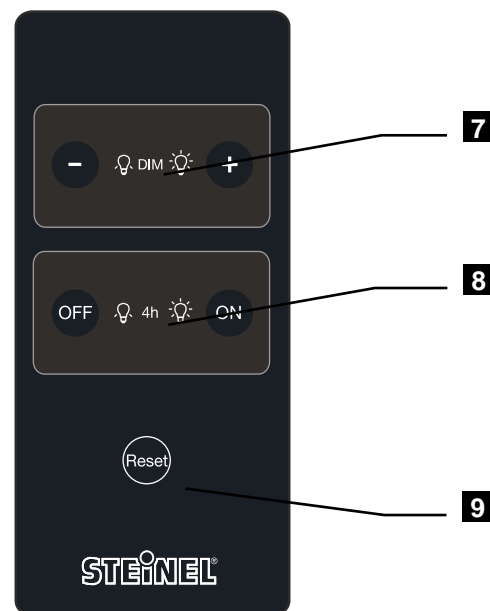 - DIM +
7
OFF 4h ON
8
Reset
9
STEINEL®